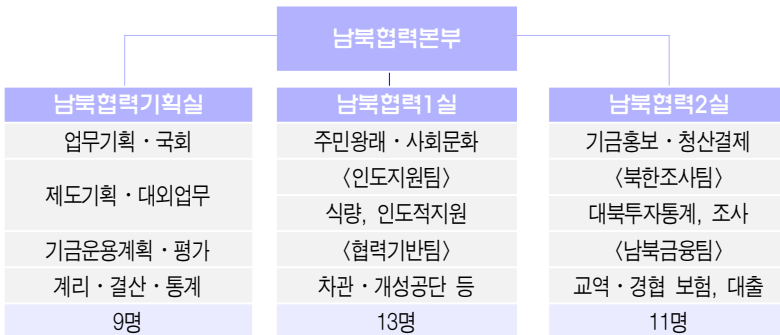 남북협력본부
남북협력기획실
업무기획・국회
제도기획・대외업무
기금운용계획・평가
계리・결산・통계
9명
남북협력1실
주민왕래・사회문화
〈인도지원팀〉
식량, 인도적지원
〈협력기반팀〉
차관・개성공단 등
13명
남북협력2실
기금홍보・청산결제
〈북한조사팀〉
대북투자통계, 조사
〈남북금융팀〉
교역・경협 보험, 대출
11명